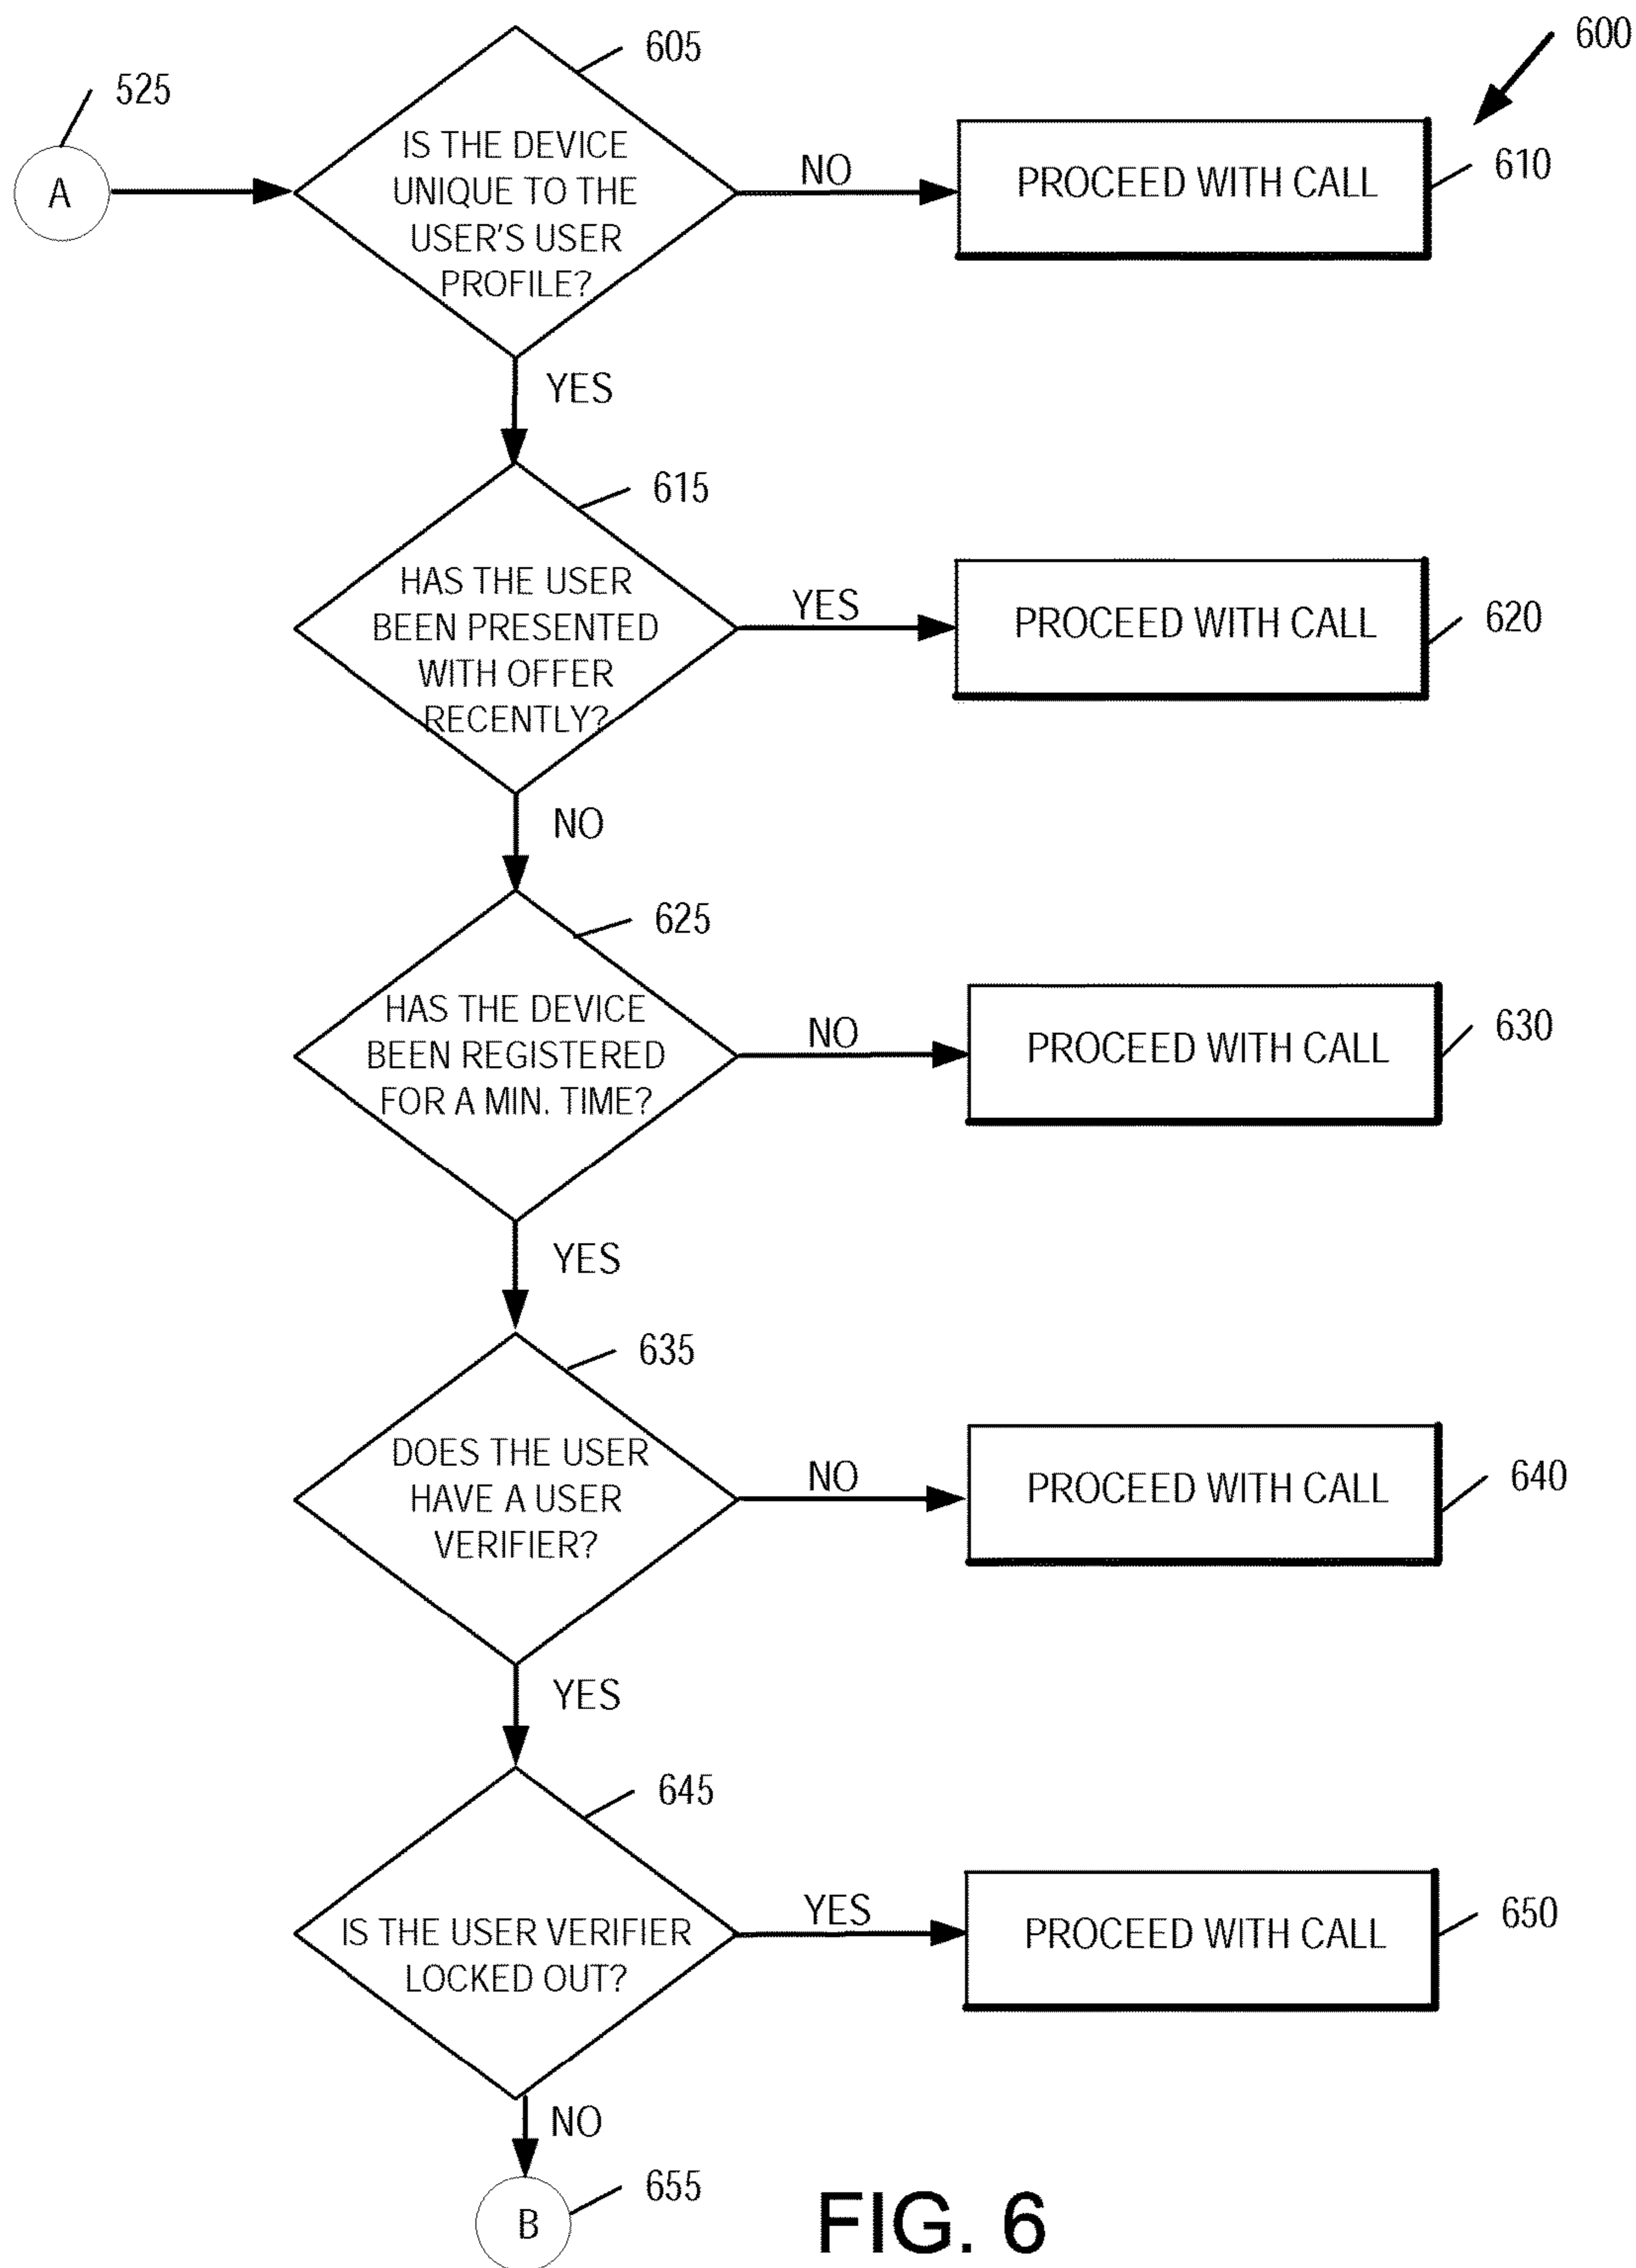 600
605
525
IS THE DEVICE
UNIQUE TO THE
USER'S USER
PROFILE?
A
NO
PROCEED WITH CALL
610
YES
615
HAS THE USER
BEEN PRESENTED
WITH OFFER
RECENTLY?
YES
PROCEED WITH CALL
620
NO
625
HAS THE DEVICE
BEEN REGISTERED
FOR A MIN. TIME?
NO
PROCEED WITH CALL
630
YES
635
DOES THE USER
HAVE A USER
VERIFIER?
NO
PROCEED WITH CALL
640
YES
645
IS THE USER VERIFIER
LOCKED OUT?
YES
PROCEED WITH CALL
650
NO
B
655
FIG. 6